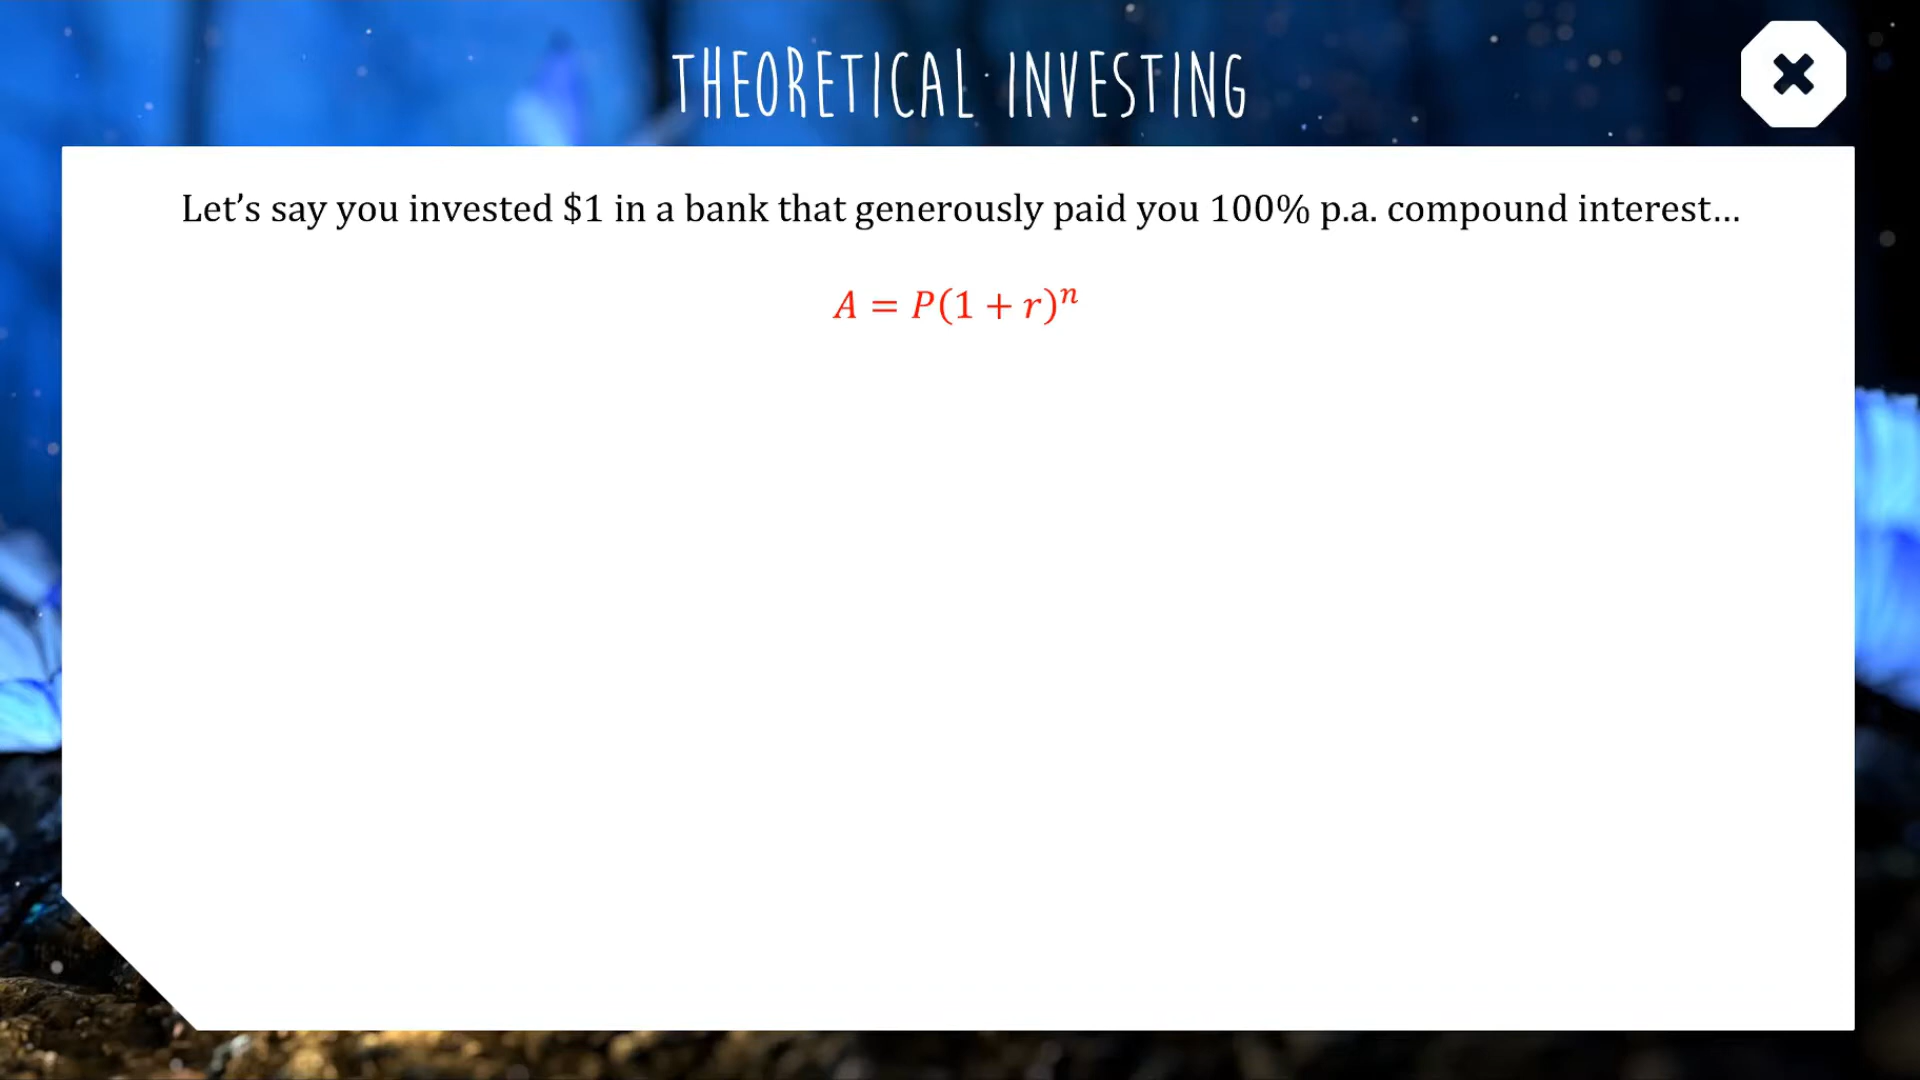 THEORETICAL INVESTING
Let’s say you invested $1 in a bank that generously paid you 100% p.a. compound interest…
A = P(1 + r)ⁿ